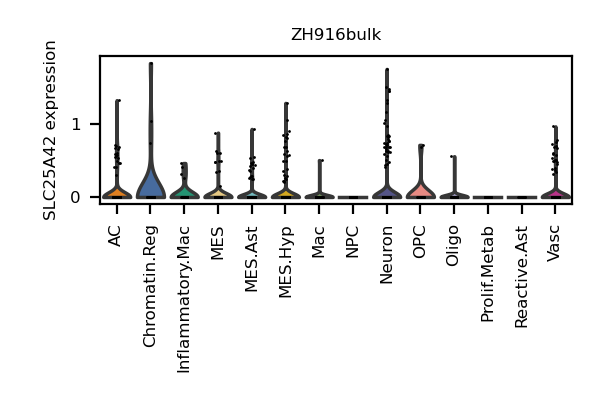 ZH916bulk
SLC25A42 expression
1
0
AC
Chromatin.Reg
Inflammatory.Mac
MES
MES.Ast
MES.Hyp
Mac
NPC
Neuron
OPC
Oligo
Prolif.Metab
Reactive.Ast
Vasc